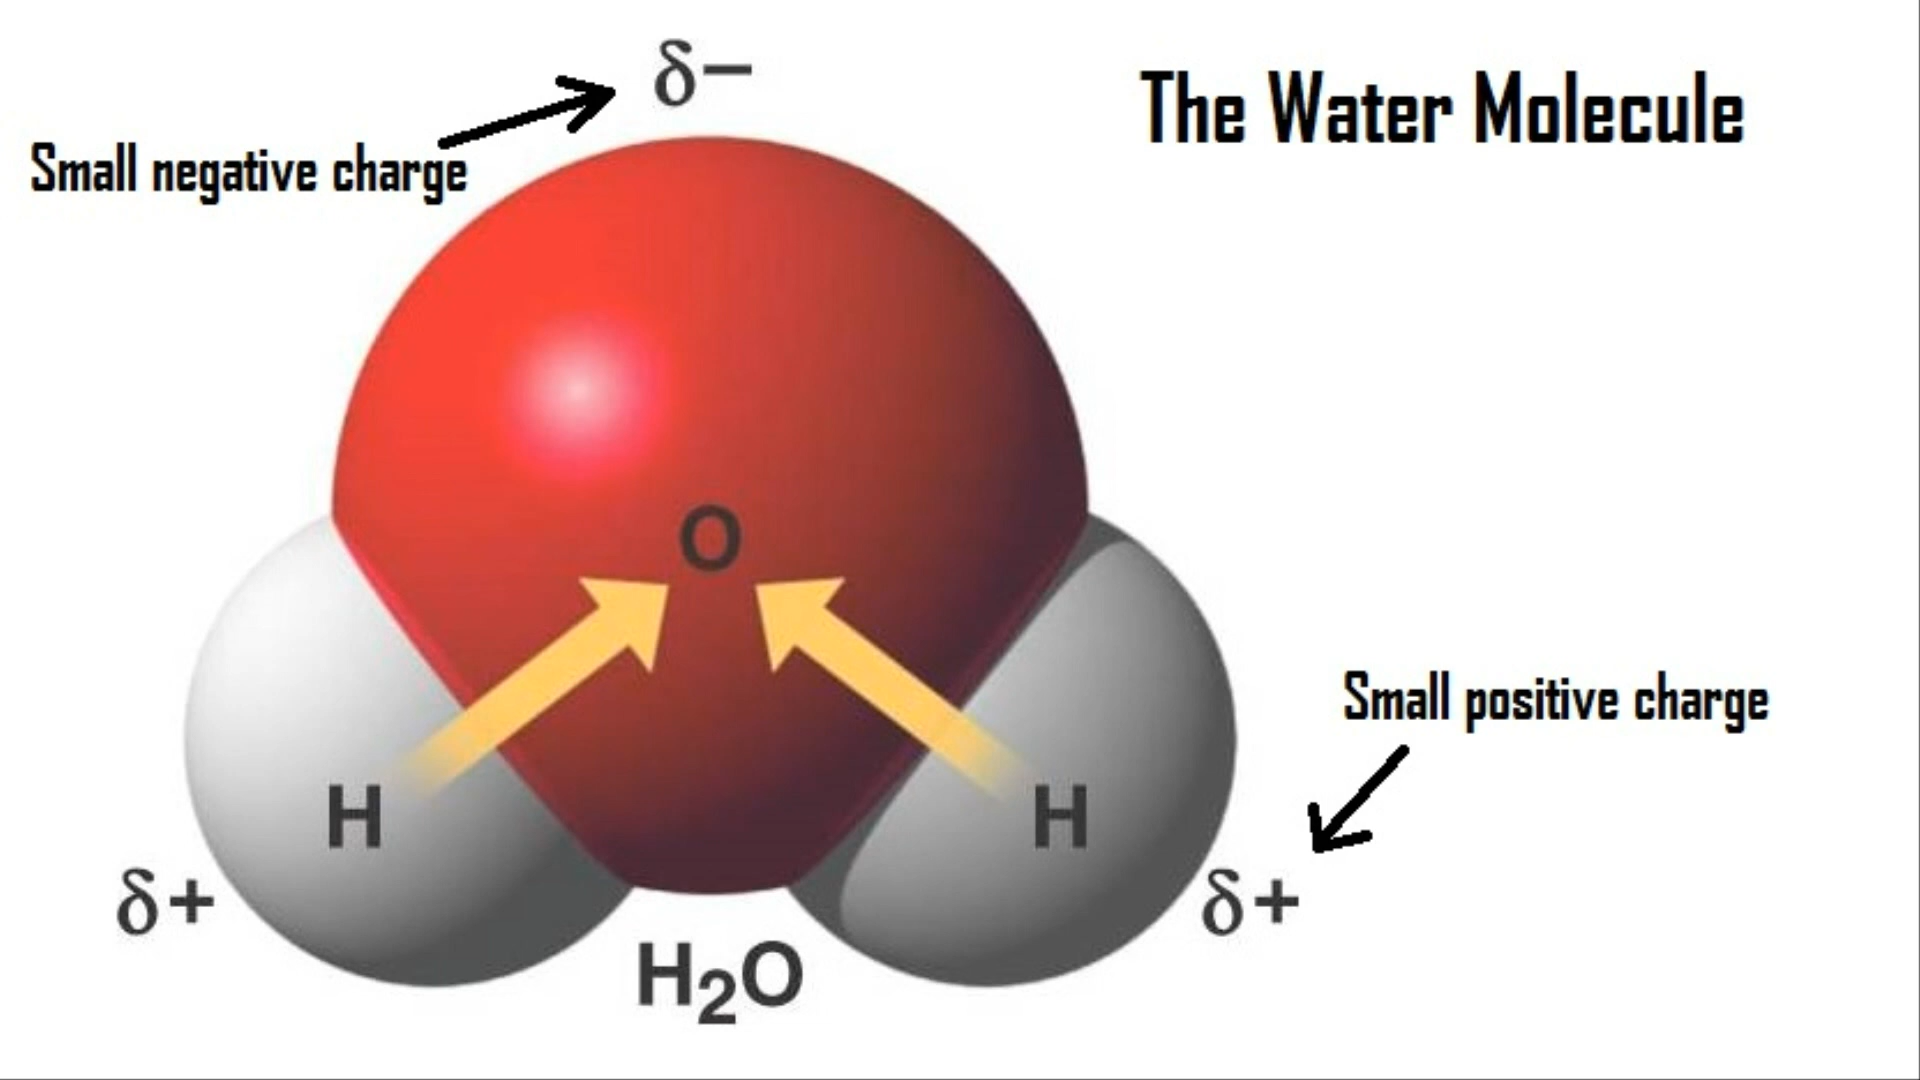 δ−
The Water Molecule
Small negative charge
O
Small positive charge
H
H
δ+
δ+
H₂O